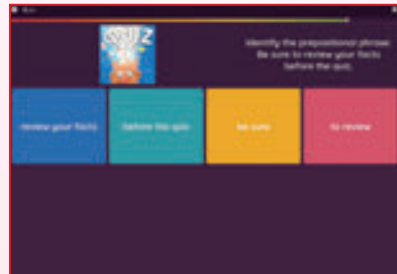 QUIZ
Identify the prepositional phrase:
Be sure to review your facts
before the quiz.
review your facts
before the quiz
be sure
to review